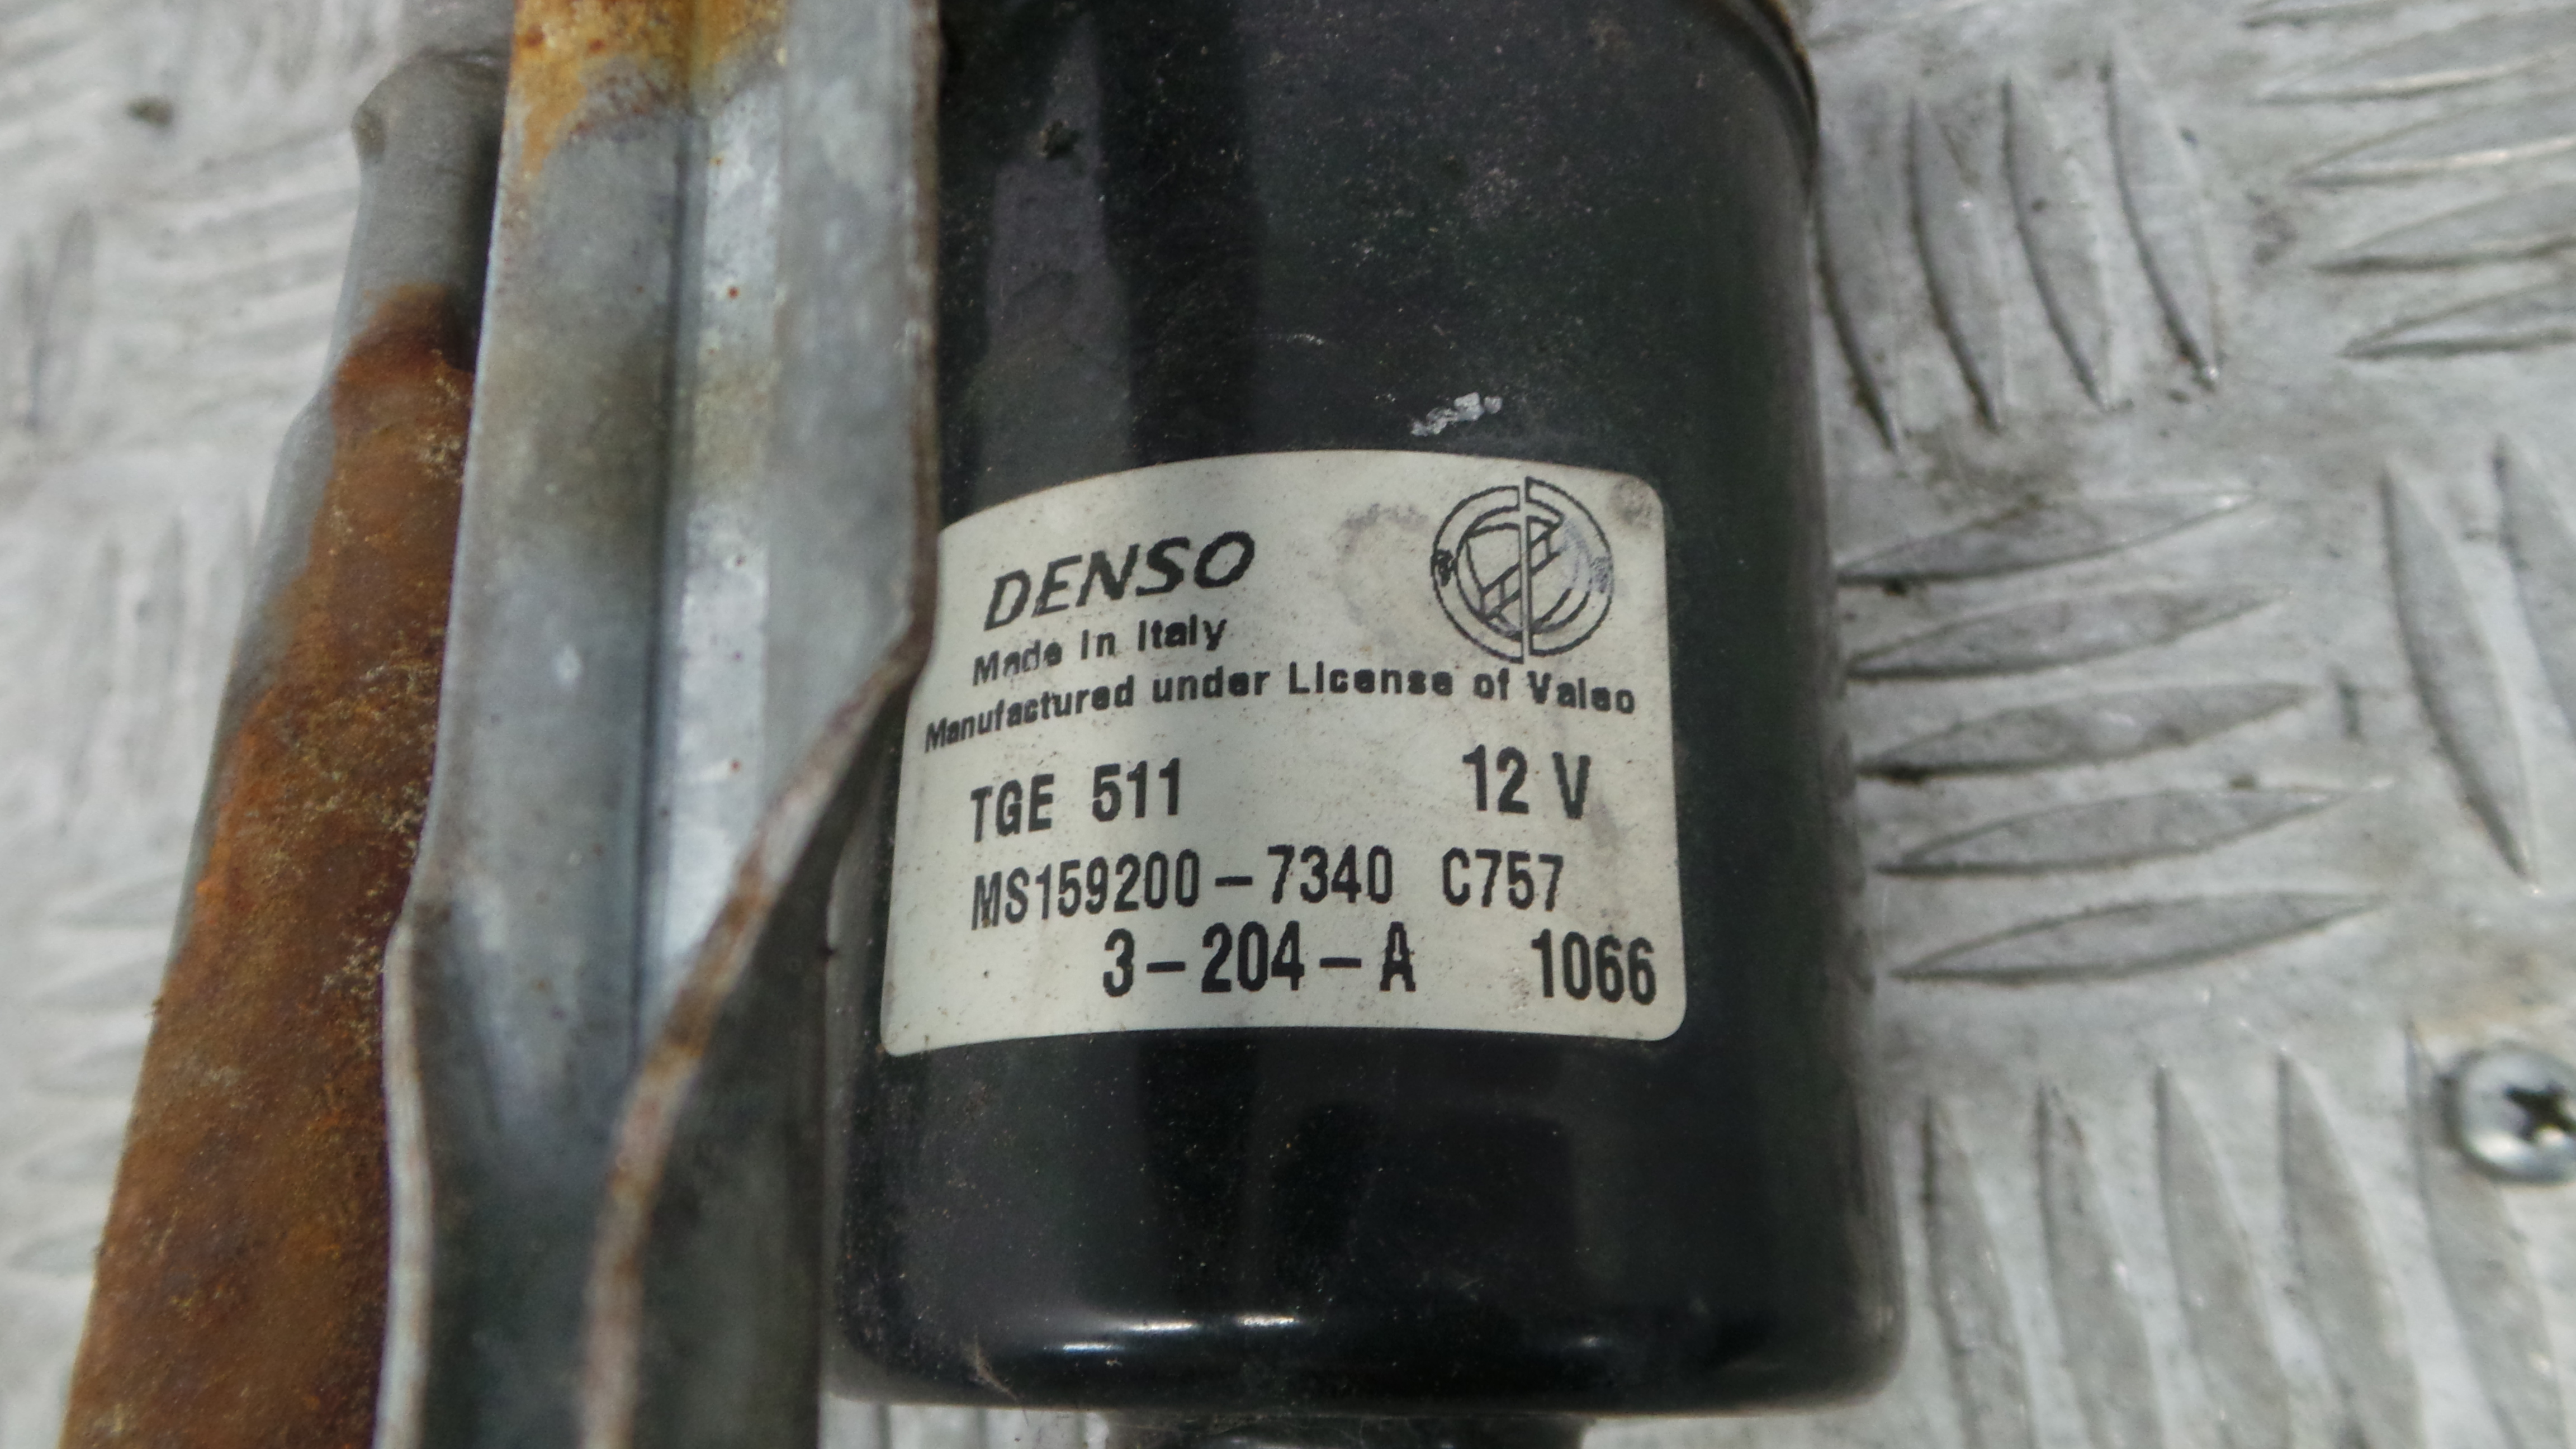 DENSO
Made in Italy
Manufactured under License of Valeo
TGE 511 12 V
MS159200-7340 C757
3-204-A 1066